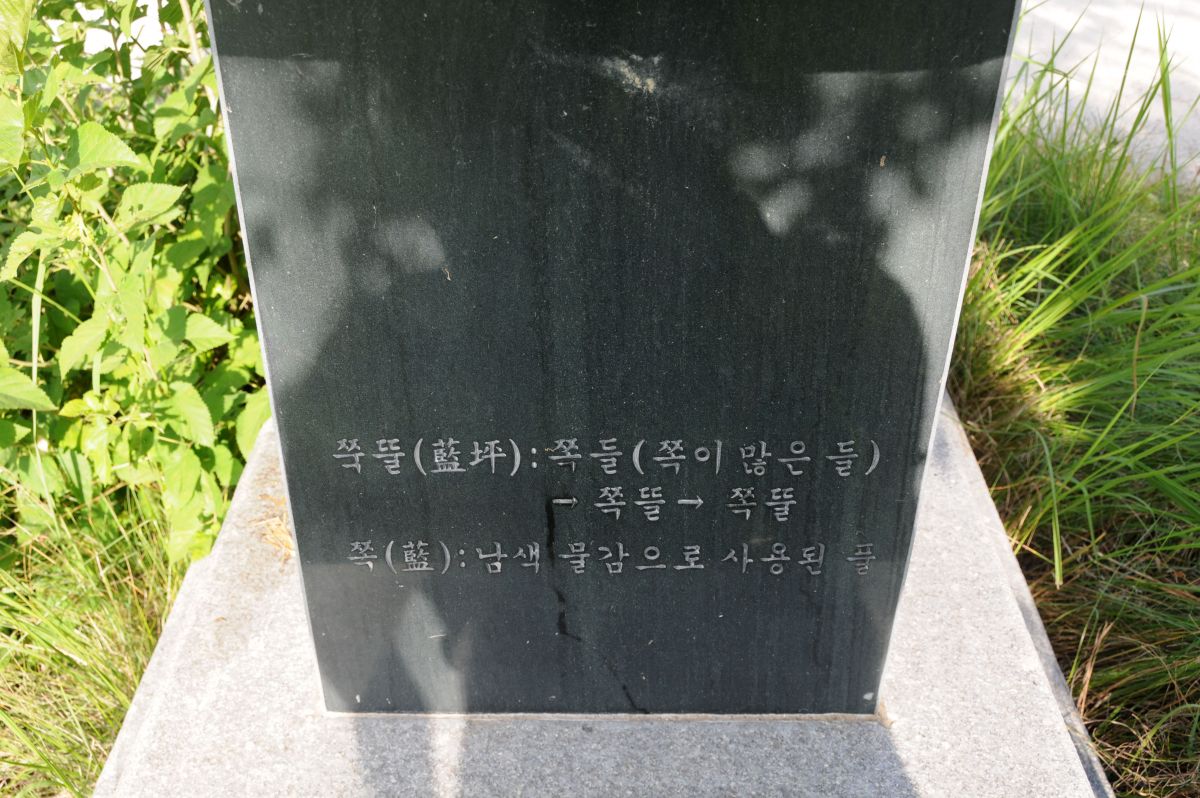 쪽뜰(藍坪):쪽들(쪽이 많은 들)
→ 쪽뜰→ 쪽뜰
쪽(藍):남색 물감으로 사용된 풀